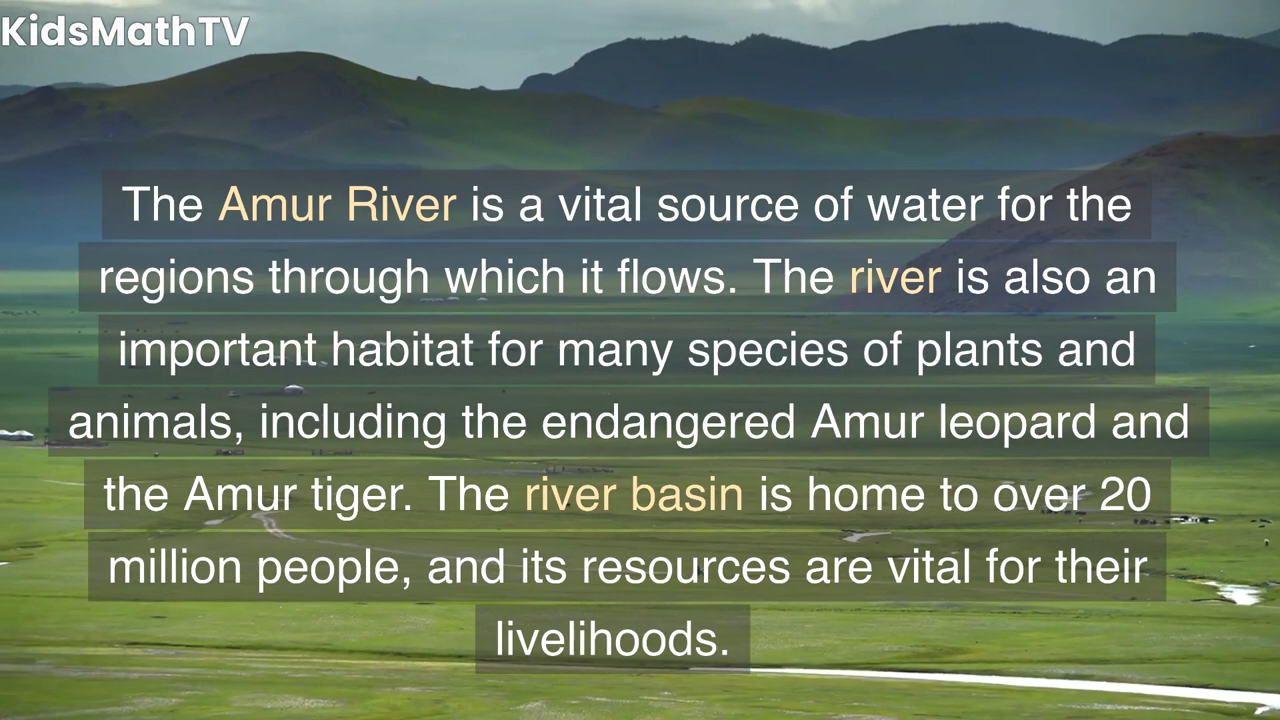 KidsMathTV
The Amur River is a vital source of water for the
regions through which it flows. The river is also an
important habitat for many species of plants and
animals, including the endangered Amur leopard and
the Amur tiger. The river basin is home to over 20
million people, and its resources are vital for their
livelihoods.